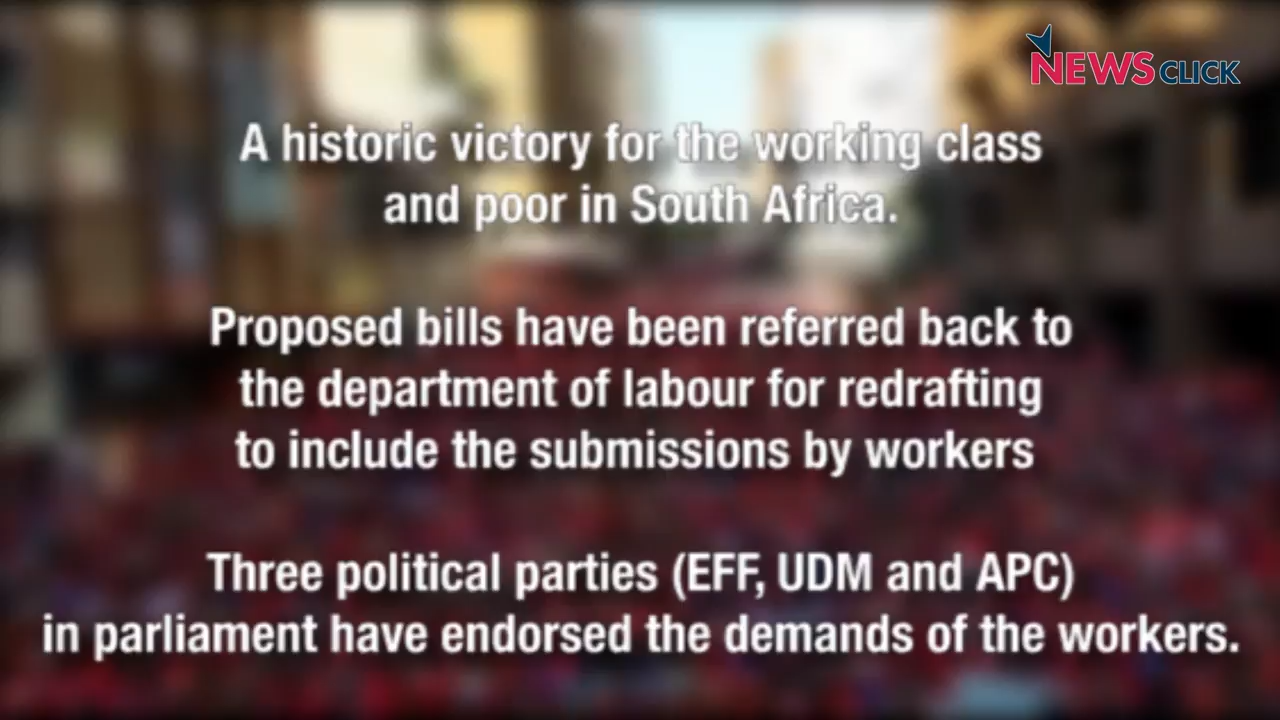 NEWSCLICK
A historic victory for the working class
and poor in South Africa.
Proposed bills have been referred back to
the department of labour for redrafting
to include the submissions by workers
Three political parties (EFF, UDM and APC)
in parliament have endorsed the demands of the workers.